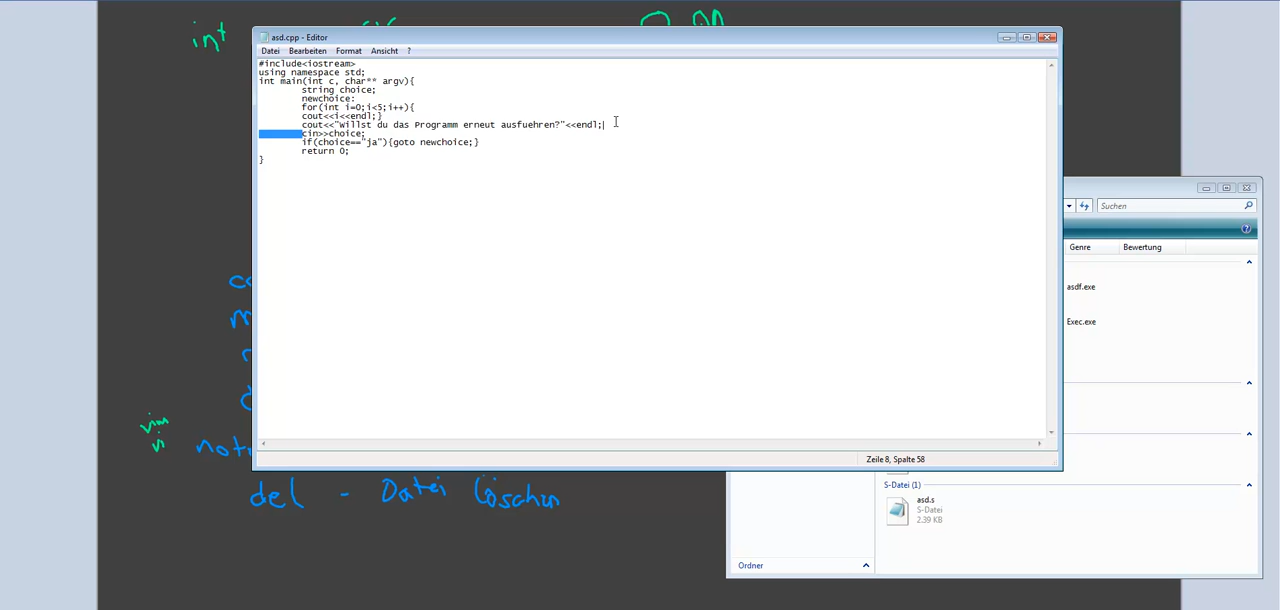 int
asd.cpp - Editor
Datei Bearbeiten Format Ansicht ?
#include<iostream>
using namespace std;
int main(int c, char** argv){
string choice;
newchoice:
for(int i=0;i<5;i++){
cout<<i<<endl;}
cout<<"Willst du das Programm erneut ausfuehren?"<<endl;
cin>>choice;
if(choice=="ja"){goto newchoice;}
return 0;
}
Suchen
Genre Bewertung
asdf.exe
Exec.exe
vim
vi
Zeile 8, Spalte 58
del - Datei löschen
S-Datei (1)
asd.s
S-Datei
2.39 KB
Ordner